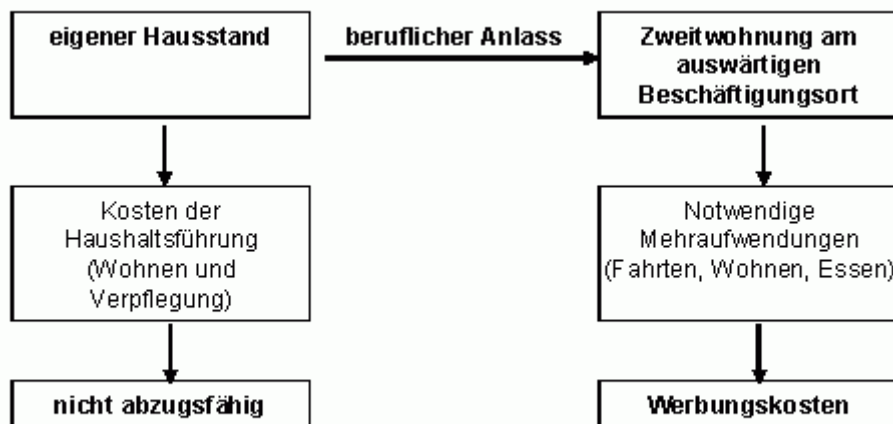 eigener Hausstand
beruflicher Anlass
Zweitwohnung am
auswärtigen
Beschäftigungsort
Kosten der
Haushaltsführung
(Wohnen und
Verpflegung)
Notwendige
Mehraufwendungen
(Fahrten, Wohnen, Essen)
nicht abzugsfähig
Werbungskosten